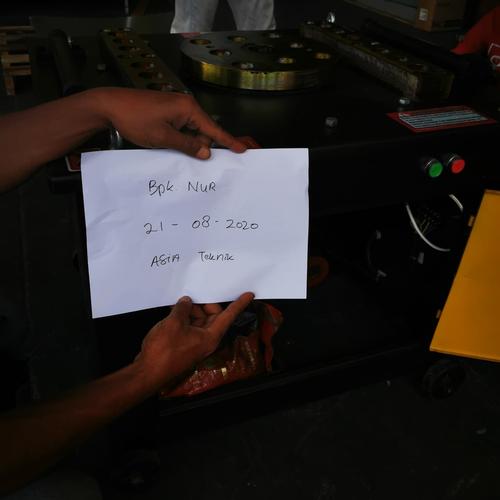 Bpk. NUR
21 - 08 - 2020
ASIA Teknik